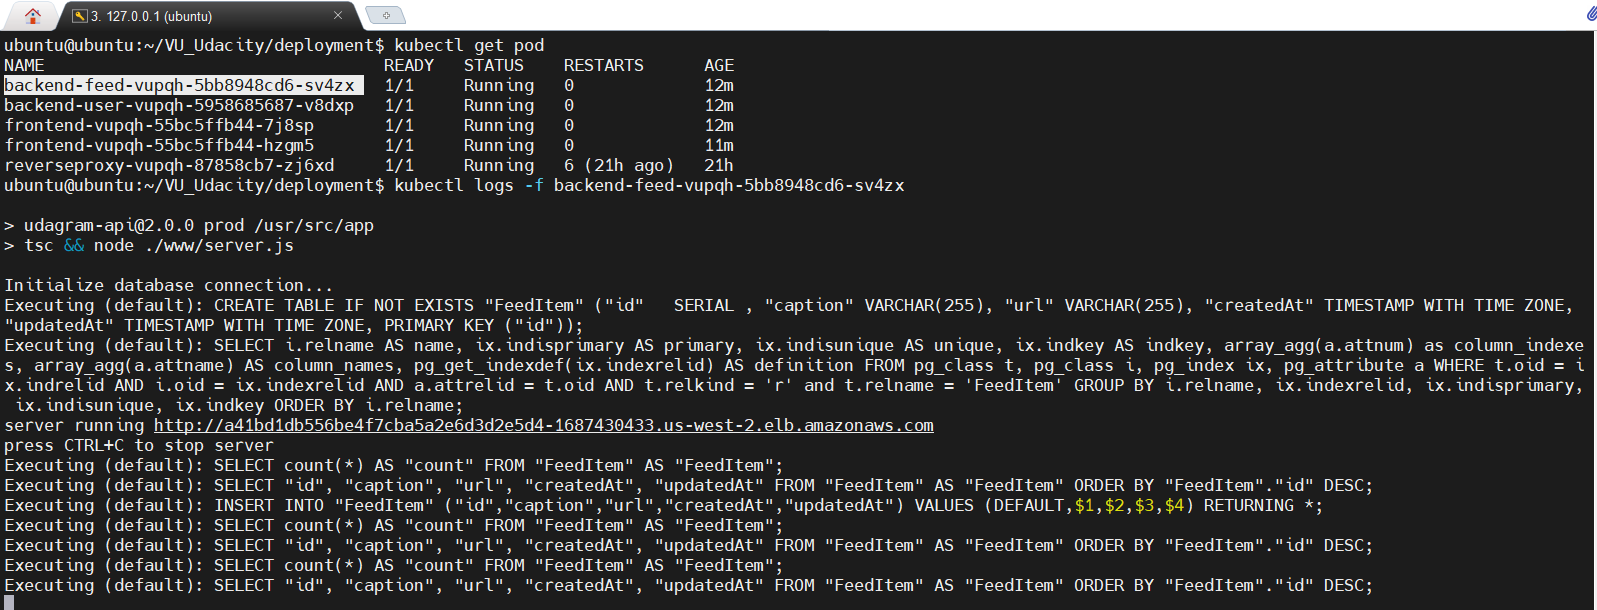 3. 127.0.0.1 (ubuntu)
ubuntu@ubuntu:~/VU_Udacity/deployment$ kubectl get pod
NAME                                  READY   STATUS    RESTARTS      AGE
backend-feed-vupqh-5bb8948cd6-sv4zx   1/1     Running   0             12m
backend-user-vupqh-5958685687-v8dxp   1/1     Running   0             12m
frontend-vupqh-55bc5ffb44-7j8sp       1/1     Running   0             12m
frontend-vupqh-55bc5ffb44-hzgm5       1/1     Running   0             11m
reverseproxy-vupqh-87858cb7-zj6xd     1/1     Running   6 (21h ago)   21h
ubuntu@ubuntu:~/VU_Udacity/deployment$ kubectl logs -f backend-feed-vupqh-5bb8948cd6-sv4zx
> udagram-api@2.0.0 prod /usr/src/app
> tsc && node ./www/server.js
Initialize database connection...
Executing (default): CREATE TABLE IF NOT EXISTS "FeedItem" ("id"   SERIAL , "caption" VARCHAR(255), "url" VARCHAR(255), "createdAt" TIMESTAMP WITH TIME ZONE,
"updatedAt" TIMESTAMP WITH TIME ZONE, PRIMARY KEY ("id"));
Executing (default): SELECT i.relname AS name, ix.indisprimary AS primary, ix.indisunique AS unique, ix.indkey AS indkey, array_agg(a.attnum) as column_indexe
s, array_agg(a.attname) AS column_names, pg_get_indexdef(ix.indexrelid) AS definition FROM pg_class t, pg_class i, pg_index ix, pg_attribute a WHERE t.oid = i
x.indrelid AND i.oid = ix.indexrelid AND a.attrelid = t.oid AND t.relkind = 'r' and t.relname = 'FeedItem' GROUP BY i.relname, ix.indexrelid, ix.indisprimary,
 ix.indisunique, ix.indkey ORDER BY i.relname;
server running http://a41bd1db556be4f7cba5a2e6d3d2e5d4-1687430433.us-west-2.elb.amazonaws.com
press CTRL+C to stop server
Executing (default): SELECT count(*) AS "count" FROM "FeedItem" AS "FeedItem";
Executing (default): SELECT "id", "caption", "url", "createdAt", "updatedAt" FROM "FeedItem" AS "FeedItem" ORDER BY "FeedItem"."id" DESC;
Executing (default): INSERT INTO "FeedItem" ("id","caption","url","createdAt","updatedAt") VALUES (DEFAULT,$1,$2,$3,$4) RETURNING *;
Executing (default): SELECT count(*) AS "count" FROM "FeedItem" AS "FeedItem";
Executing (default): SELECT "id", "caption", "url", "createdAt", "updatedAt" FROM "FeedItem" AS "FeedItem" ORDER BY "FeedItem"."id" DESC;
Executing (default): SELECT count(*) AS "count" FROM "FeedItem" AS "FeedItem";
Executing (default): SELECT "id", "caption", "url", "createdAt", "updatedAt" FROM "FeedItem" AS "FeedItem" ORDER BY "FeedItem"."id" DESC;